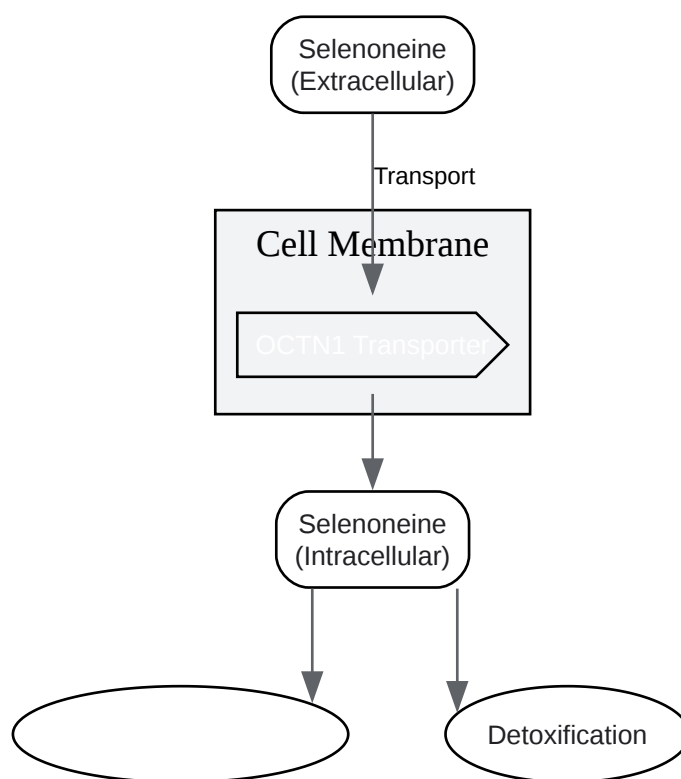 Selenoneine
(Extracellular)
Transport
Cell Membrane
OCTN1 Transporter
Selenoneine
(Intracellular)
Detoxification